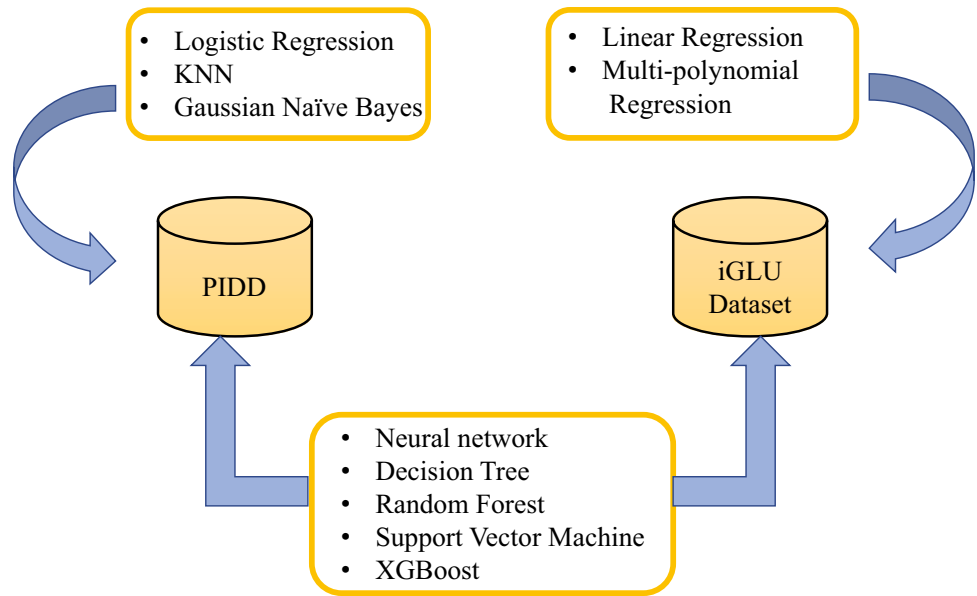 • Logistic Regression
• KNN
• Gaussian Naïve Bayes
• Linear Regression
• Multi-polynomial
Regression
PIDD
iGLU
Dataset
• Neural network
• Decision Tree
• Random Forest
• Support Vector Machine
• XGBoost